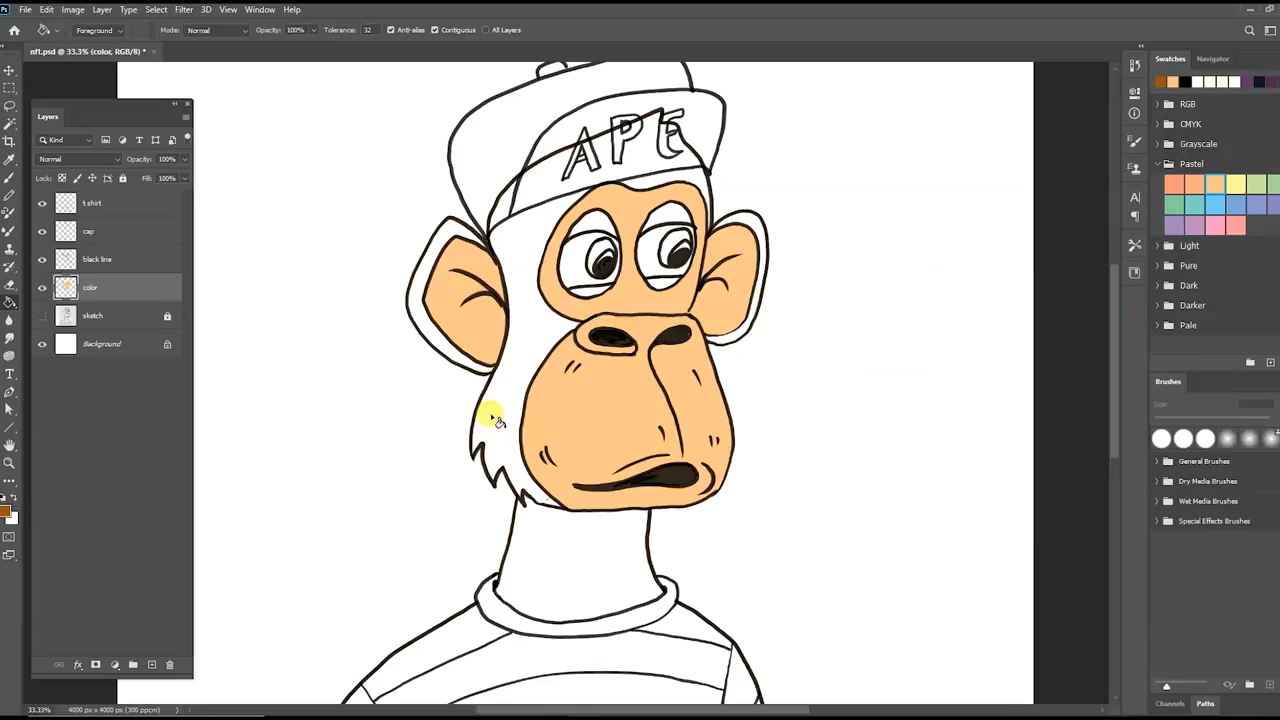 Ps File Edit Image Layer Type Select Filter 3D View Window Help
Foreground Mode: Normal Opacity: 100% Tolerance: 32 Anti-alias Contiguous All Layers
nft.psd @ 33.3% (color, RGB/8) * ×
Layers
Kind
Normal Opacity: 100%
Lock: Fill: 100%
t shirt
cap
black line
color
sketch
Background
APE
Swatches Navigator
RGB
CMYK
Grayscale
Pastel
Light
Pure
Dark
Darker
Pale
Brushes
Size:
General Brushes
Dry Media Brushes
Wet Media Brushes
Special Effects Brushes
Channels Paths
33.33% 4000 px x 4000 px (300 ppcm)